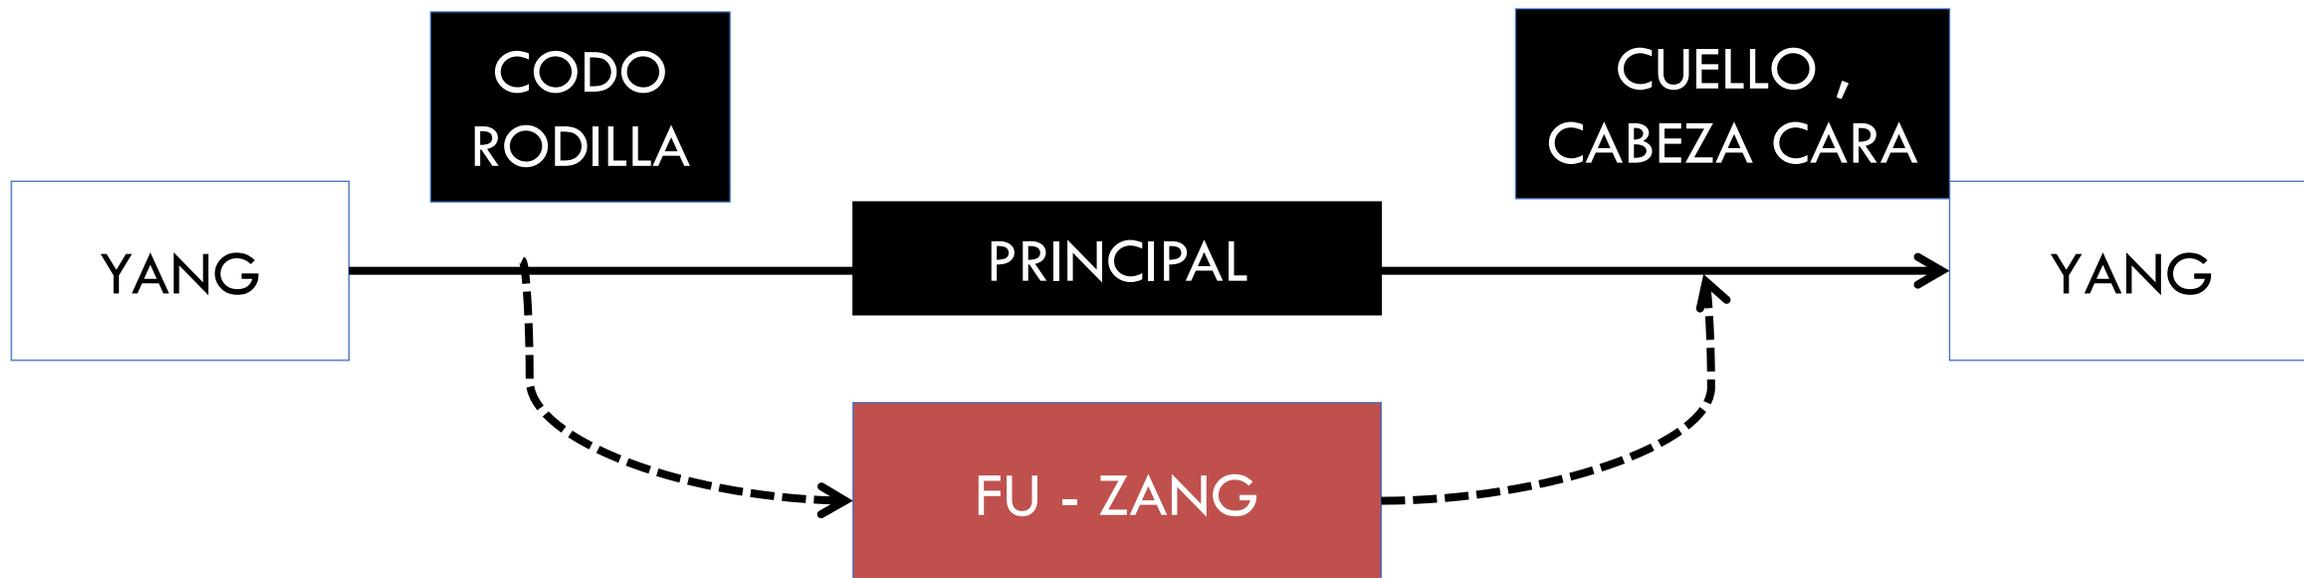 CODO
RODILLA
CUELLO ,
CABEZA CARA
YANG
PRINCIPAL
YANG
FU - ZANG